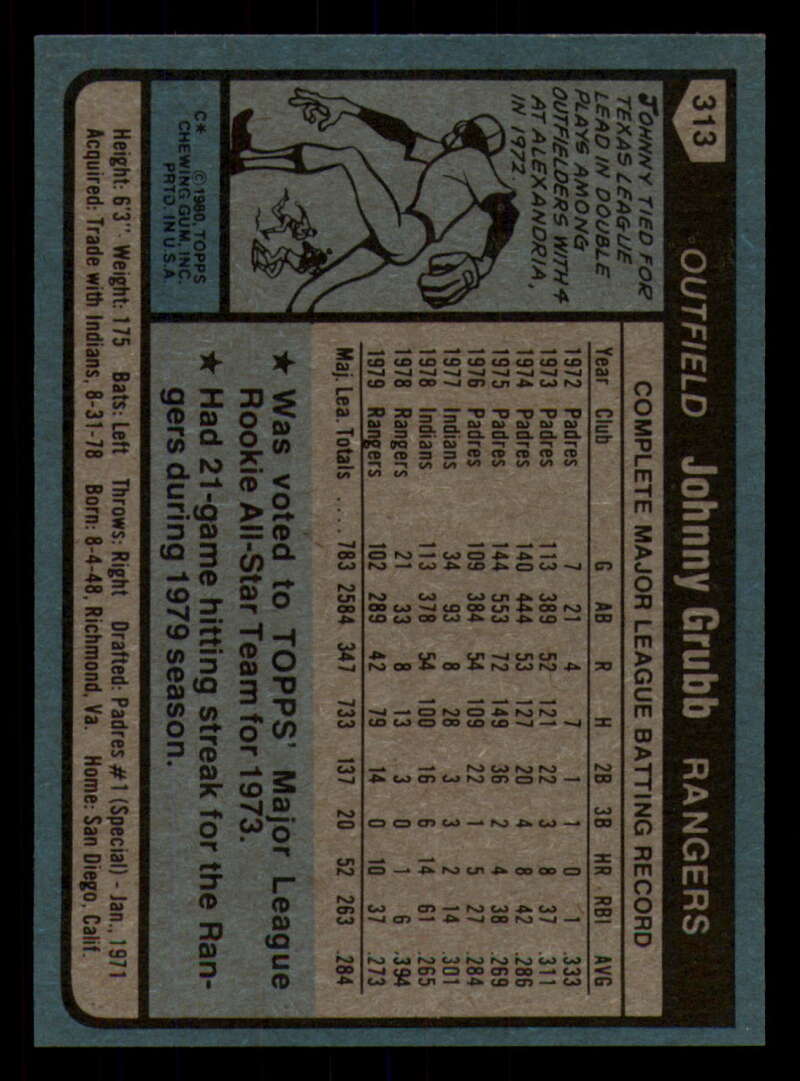 313
OUTFIELD Johnny Grubb RANGERS
JOHNNY TIED FOR
TEXAS LEAGUE
LEAD IN DOUBLE
PLAYS AMONG
OUTFIELDERS WITH 4
AT ALEXANDRIA,
IN 1972.
C* © 1980 TOPPS
CHEWING GUM, INC.
PRTD. IN U.S.A.
COMPLETE MAJOR LEAGUE BATTING RECORD
Year Club G AB R H 2B 3B HR RBI AVG
1972 Padres 7 21 4 7 1 1 0 1 .333
1973 Padres 113 389 52 121 22 3 8 37 .311
1974 Padres 140 444 53 127 20 4 8 42 .286
1975 Padres 144 553 72 149 36 2 4 38 .269
1976 Padres 109 384 54 109 22 1 5 27 .284
1977 Indians 34 93 8 28 3 3 2 14 .301
1978 Indians 113 378 54 100 16 6 14 61 .265
1978 Rangers 21 33 8 13 3 0 1 6 .394
1979 Rangers 102 289 42 79 14 0 10 37 .273
Maj. Lea. Totals .... 783 2584 347 733 137 20 52 263 .284
★ Was voted to TOPPS' Major League
Rookie All-Star Team for 1973.
★ Had 21-game hitting streak for the Ran-
gers during 1979 season.
Height: 6'3" Weight: 175 Bats: Left Throws: Right Drafted: Padres #1 (Special) - Jan., 1971
Acquired: Trade with Indians, 8-31-78 Born: 8-4-48, Richmond, Va. Home: San Diego, Calif.